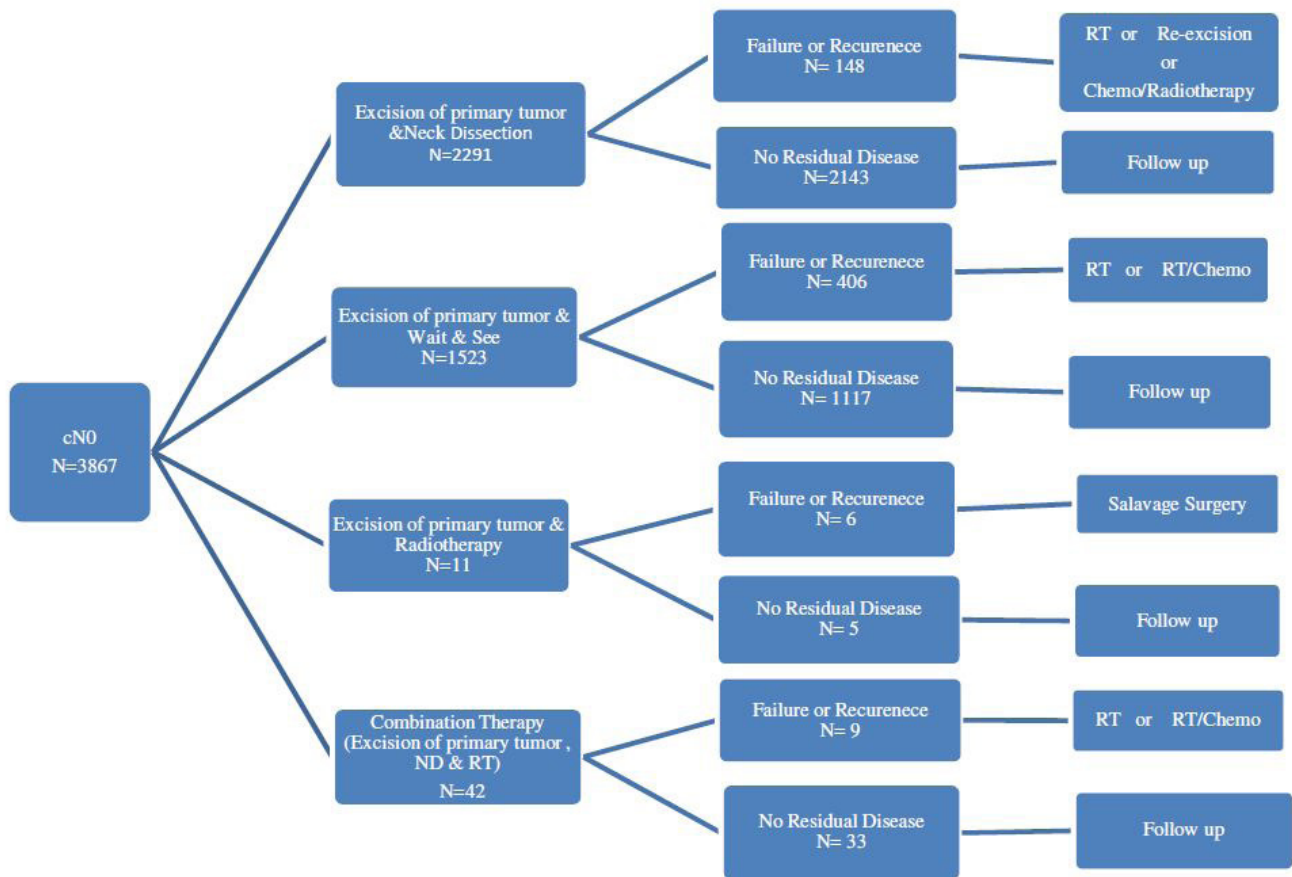 cN0
N=3867
Excision of primary tumor
&Neck Dissection
N=2291
Failure or Recurenece
N= 148
RT or Re-excision
or
Chemo/Radiotherapy
No Residual Disease
N=2143
Follow up
Excision of primary tumor &
Wait & See
N=1523
Failure or Recurenece
N= 406
RT or RT/Chemo
No Residual Disease
N= 1117
Follow up
Excision of primary tumor &
Radiotherapy
N=11
Failure or Recurenece
N= 6
Salavage Surgery
No Residual Disease
N= 5
Follow up
Combination Therapy
(Excision of primary tumor ,
ND & RT)
N=42
Failure or Recurenece
N= 9
RT or RT/Chemo
No Residual Disease
N= 33
Follow up